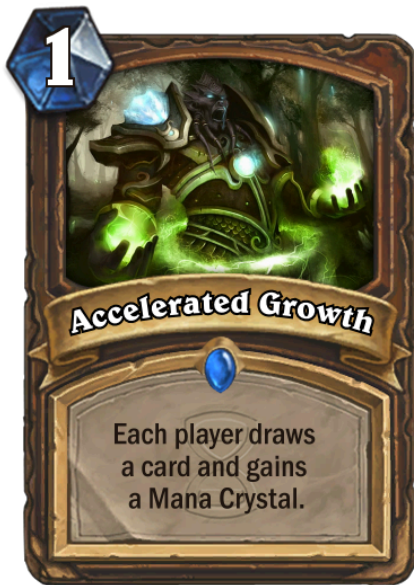 1
Accelerated Growth
Each player draws
a card and gains
a Mana Crystal.